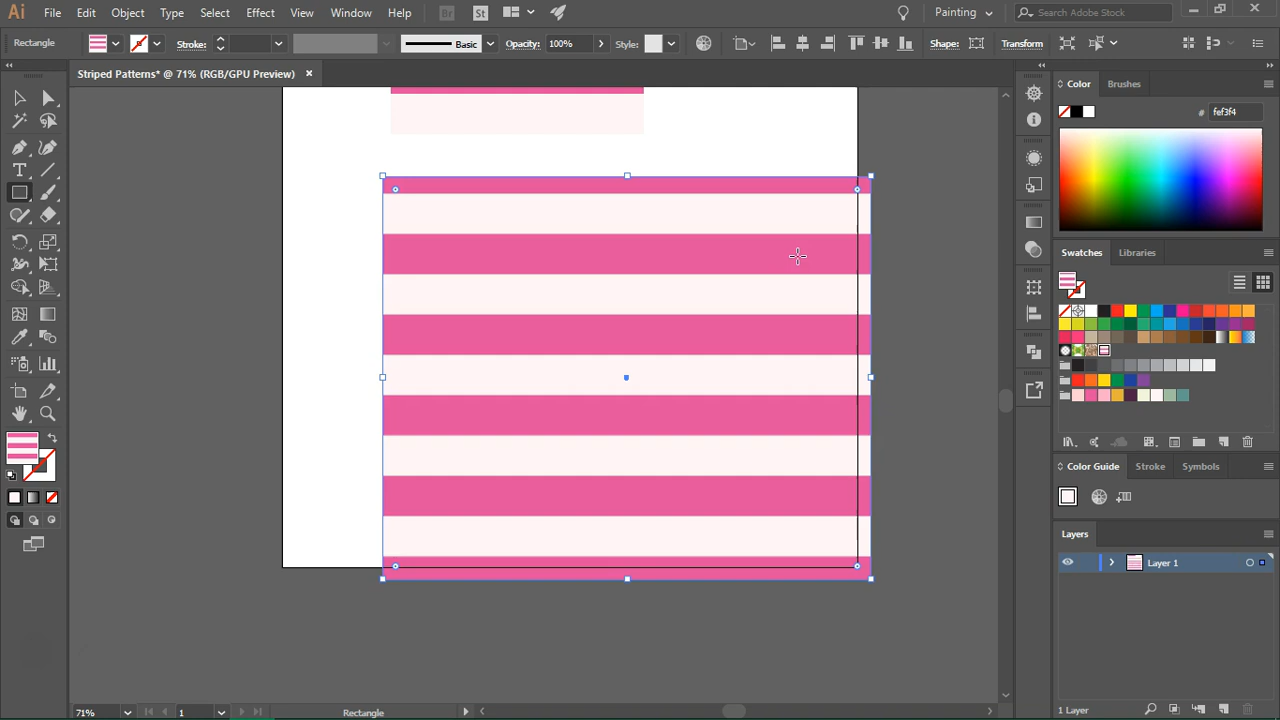 Ai File Edit Object Type Select Effect View Window Help Br St Painting Search Adobe Stock
Rectangle Stroke: Basic Opacity: 100% Style: Shape: Transform
Striped Patterns* @ 71% (RGB/GPU Preview) ×
Color Brushes
# fef3f4
T
Swatches Libraries
Color Guide Stroke Symbols
Layers
Layer 1
1 Layer
71% 1 Rectangle